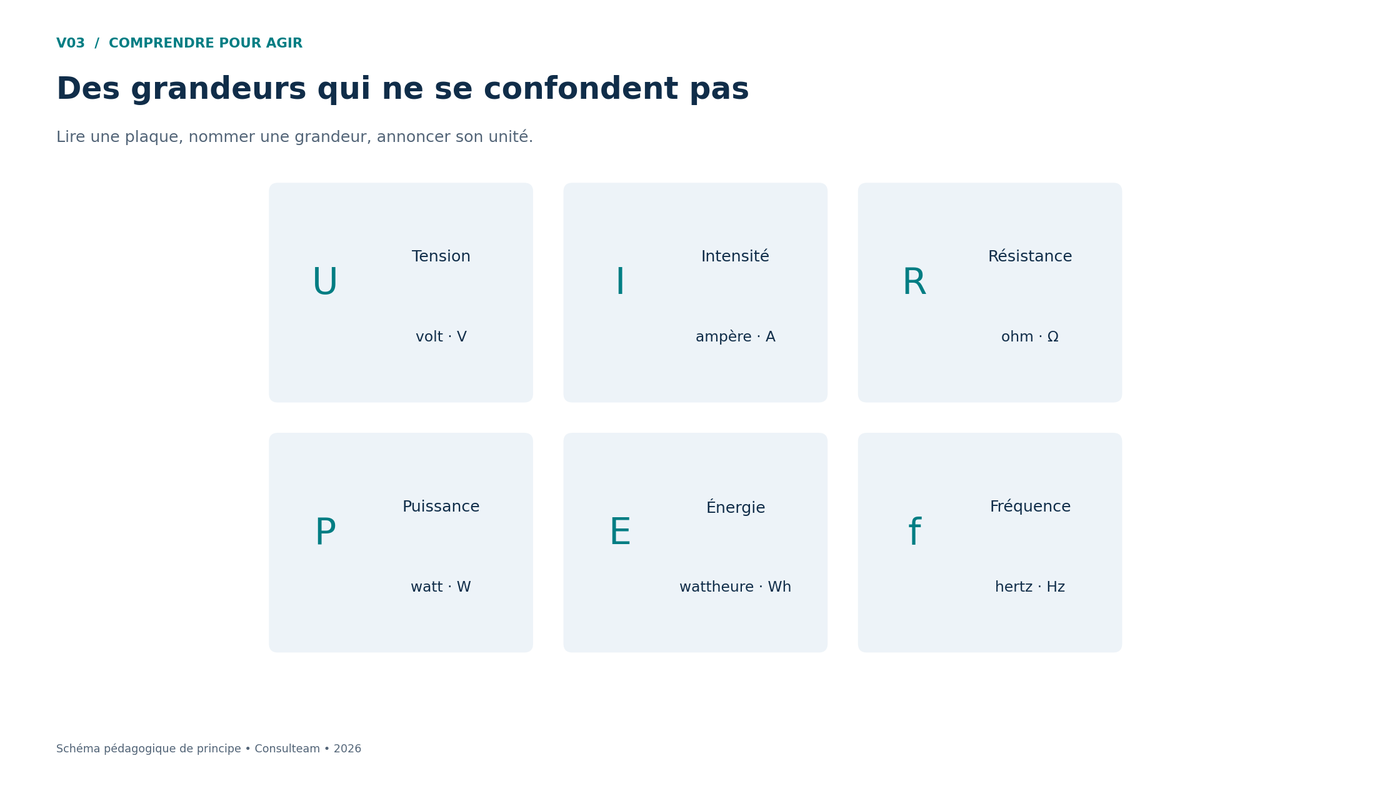 V03 / COMPRENDRE POUR AGIR
Des grandeurs qui ne se confondent pas
Lire une plaque, nommer une grandeur, annoncer son unité.
U
Tension
volt · V
I
Intensité
ampère · A
R
Résistance
ohm · Ω
P
Puissance
watt · W
E
Énergie
wattheure · Wh
f
Fréquence
hertz · Hz
Schéma pédagogique de principe • Consulteam • 2026